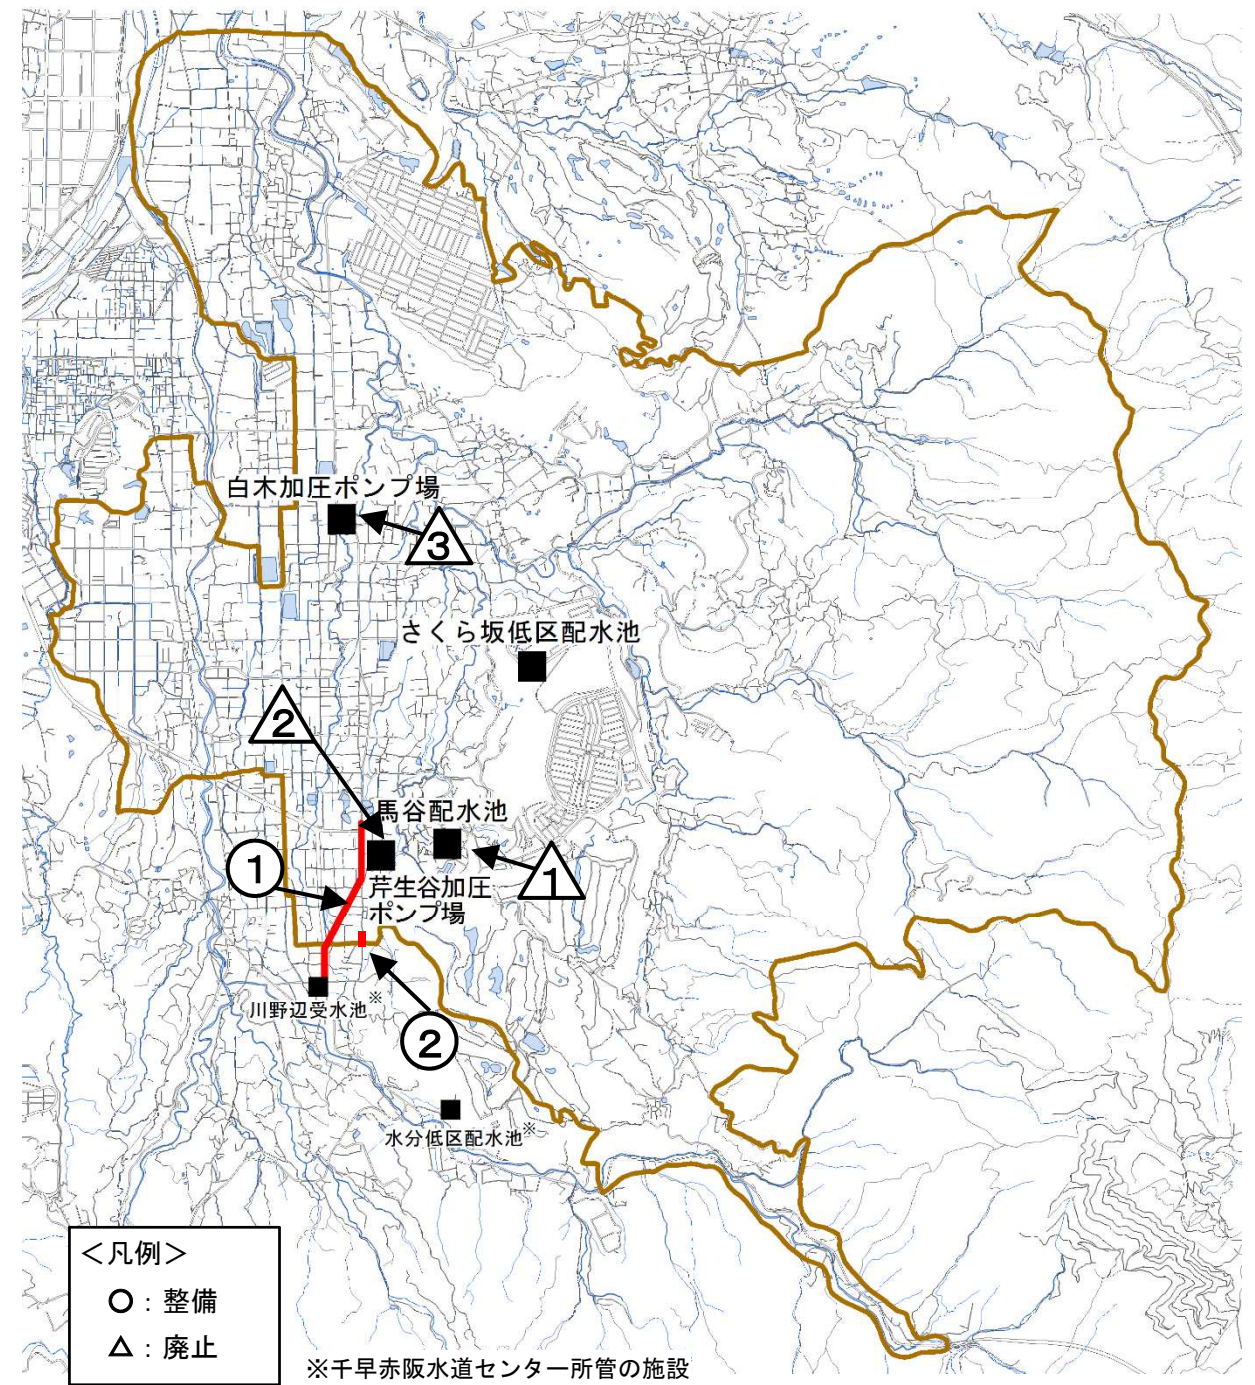 白木加圧ポンプ場
3
さくら坂低区配水池
2
馬谷配水池
1
1
芹生谷加圧
ポンプ場
川野辺受水池※
2
水分低区配水池※
＜凡例＞
○：整備
△：廃止
※千早赤阪水道センター所管の施設